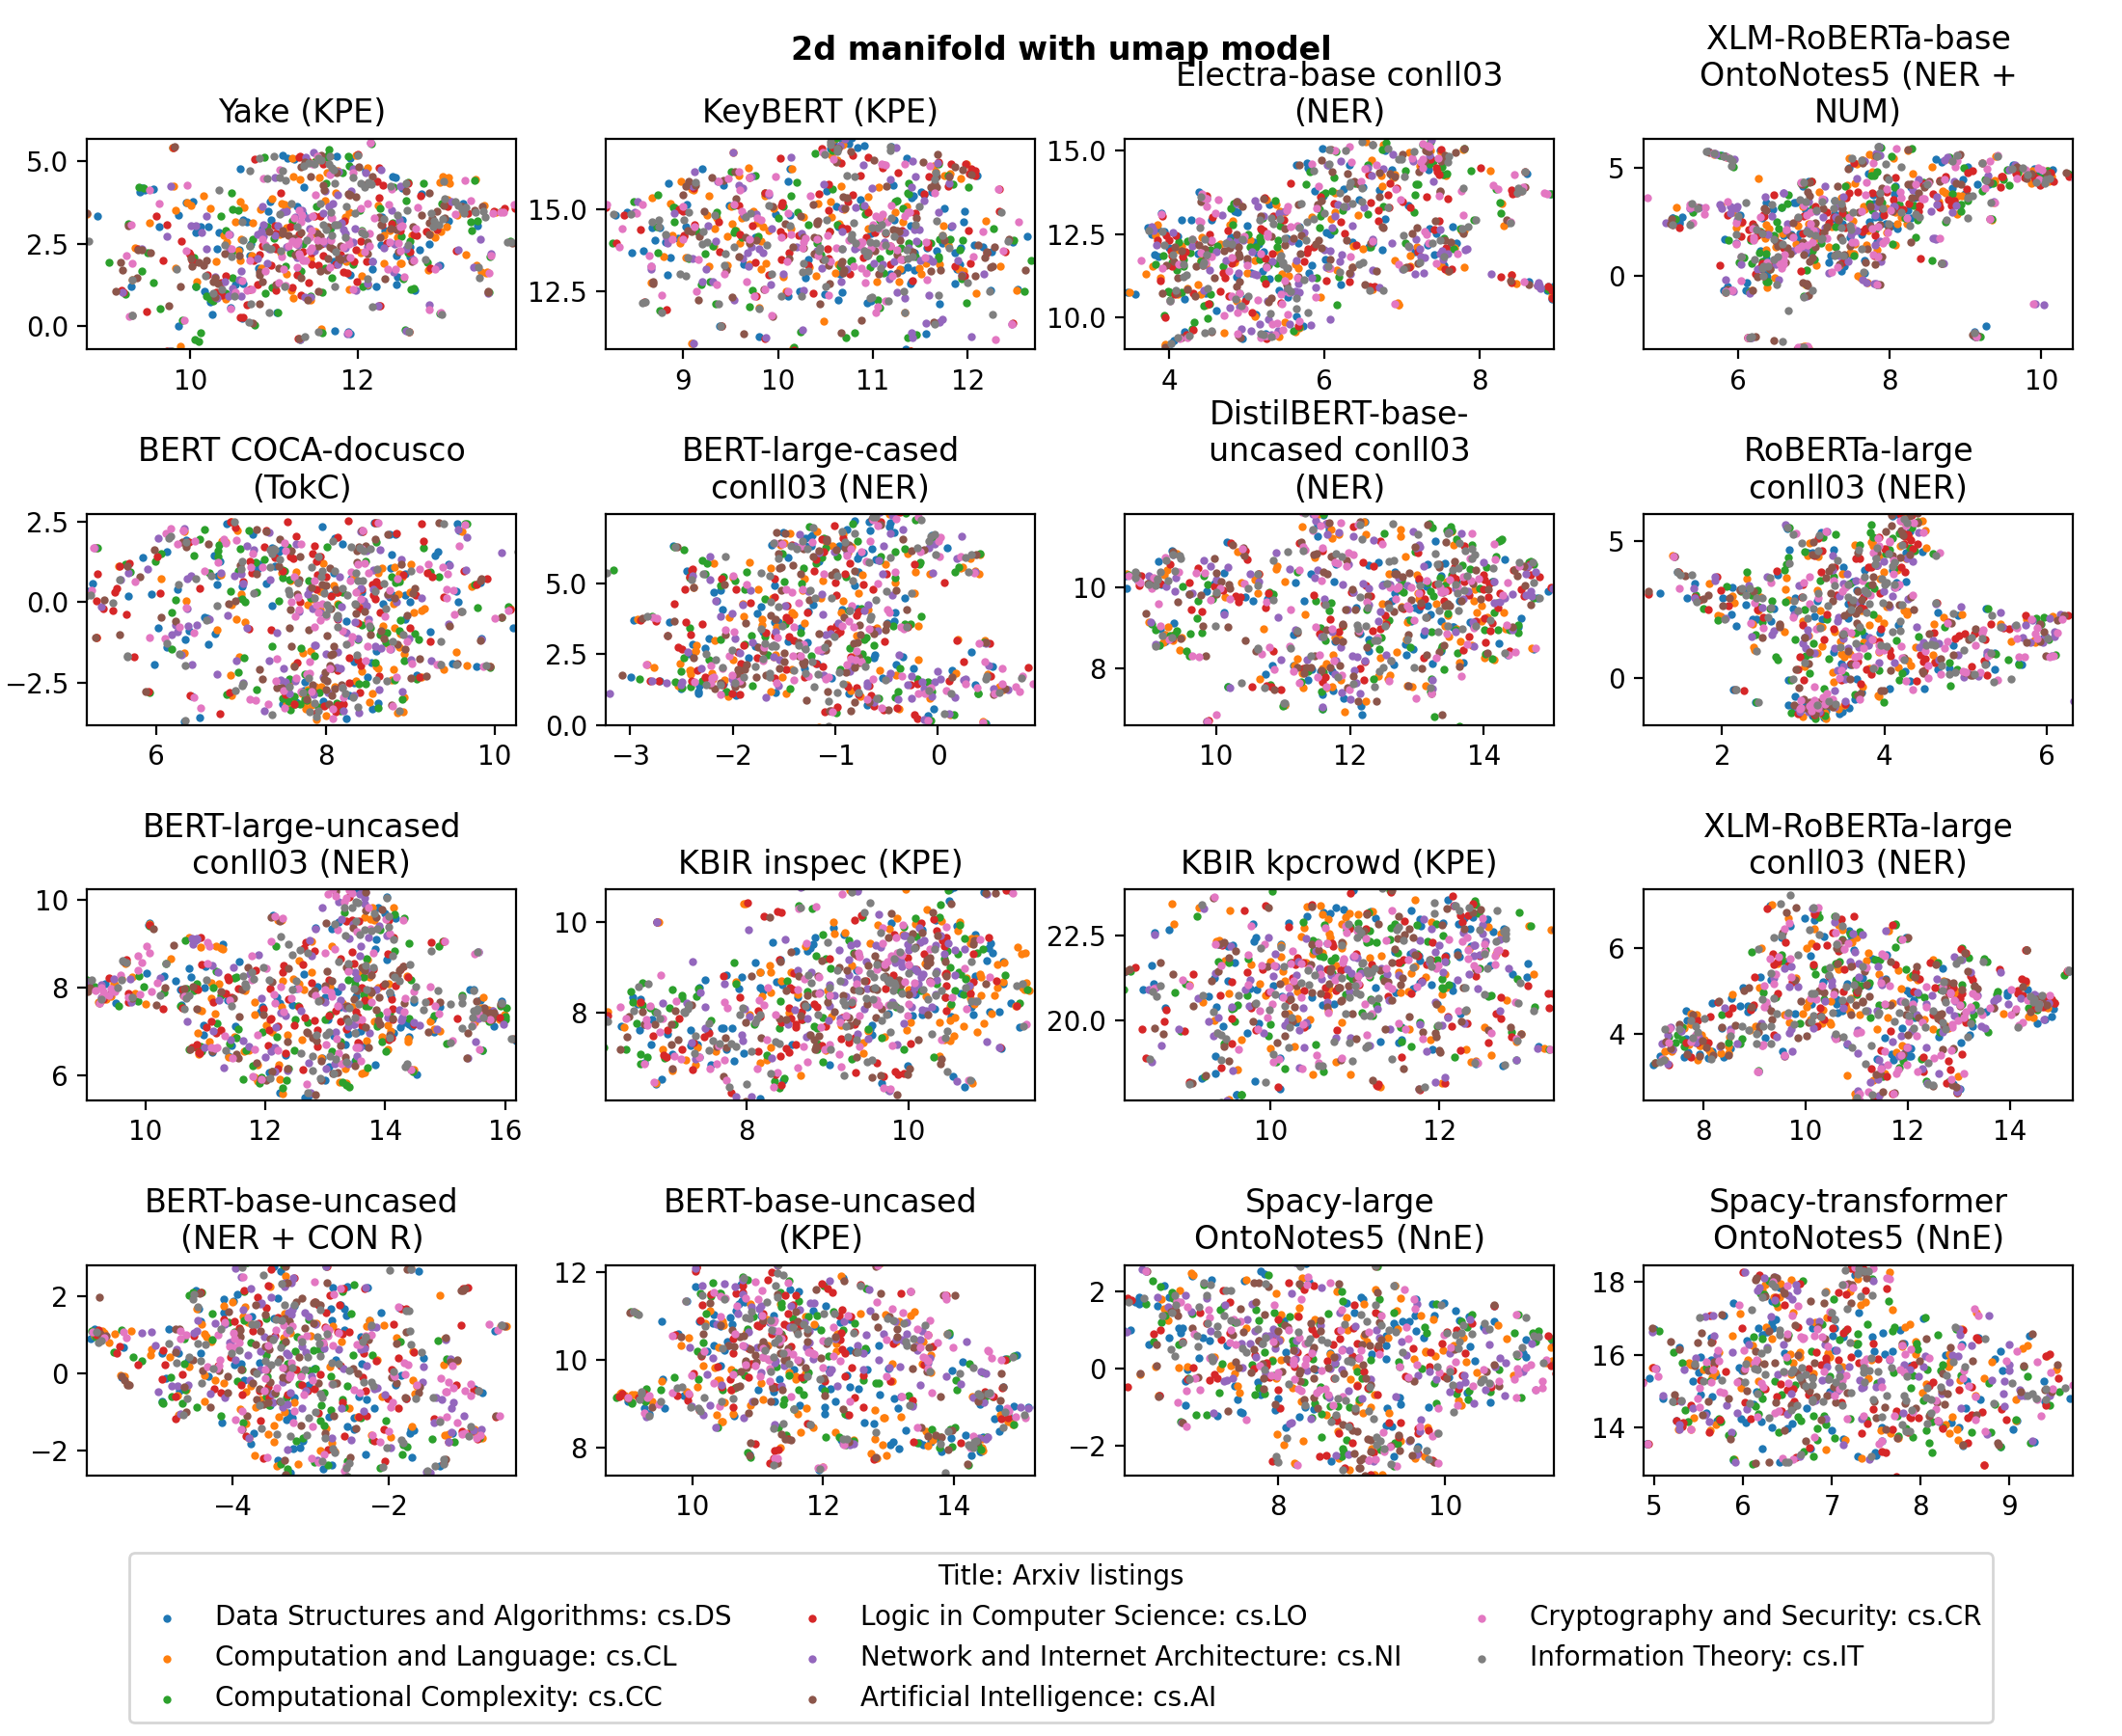 2d manifold with umap model
Yake (KPE)
5.0
2.5
0.0
10 12
KeyBERT (KPE)
15.0
12.5
9 10 11 12
Electra-base conll03
(NER)
15.0
12.5
10.0
4 6 8
XLM-RoBERTa-base
OntoNotes5 (NER +
NUM)
5
0
6 8 10
BERT COCA-docusco
(TokC)
2.5
0.0
−2.5
6 8 10
BERT-large-cased
conll03 (NER)
5.0
2.5
0.0
−3 −2 −1 0
DistilBERT-base-
uncased conll03
(NER)
10
8
10 12 14
RoBERTa-large
conll03 (NER)
5
0
2 4 6
BERT-large-uncased
conll03 (NER)
10
8
6
10 12 14 16
KBIR inspec (KPE)
10
8
8 10
KBIR kpcrowd (KPE)
22.5
20.0
10 12
XLM-RoBERTa-large
conll03 (NER)
6
4
8 10 12 14
BERT-base-uncased
(NER + CON R)
2
0
−2
−4 −2
BERT-base-uncased
(KPE)
12
10
8
10 12 14
Spacy-large
OntoNotes5 (NnE)
2
0
−2
8 10
Spacy-transformer
OntoNotes5 (NnE)
18
16
14
5 6 7 8 9
Title: Arxiv listings
Data Structures and Algorithms: cs.DS
Computation and Language: cs.CL
Computational Complexity: cs.CC
Logic in Computer Science: cs.LO
Network and Internet Architecture: cs.NI
Artificial Intelligence: cs.AI
Cryptography and Security: cs.CR
Information Theory: cs.IT